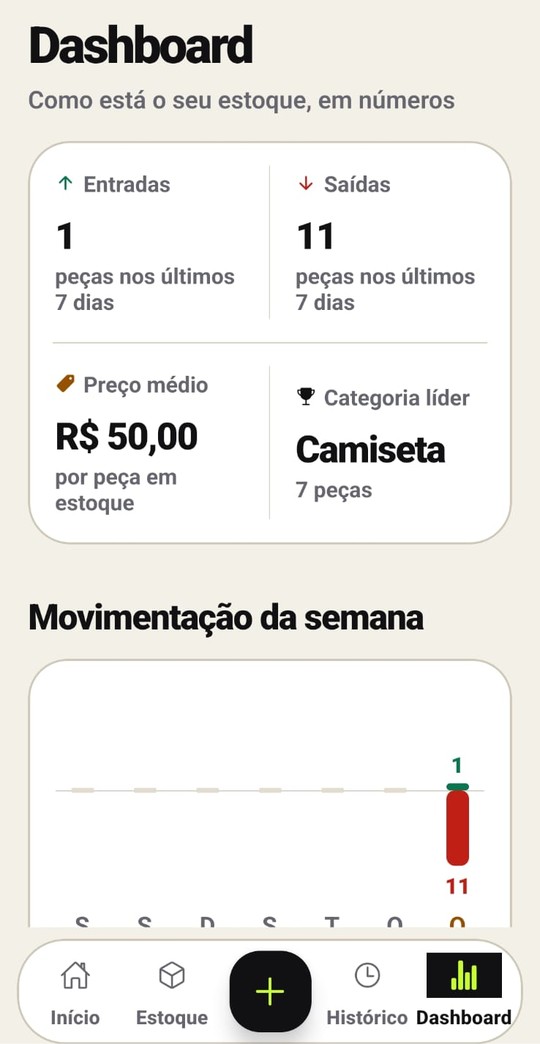 Dashboard
Como está o seu estoque, em números
Entradas
1
peças nos últimos
7 dias
Saídas
11
peças nos últimos
7 dias
Preço médio
R$ 50,00
por peça em
estoque
Categoria líder
Camiseta
7 peças
Movimentação da semana
1
11
S S D S T Q Q
Início
Estoque
+
Histórico
Dashboard